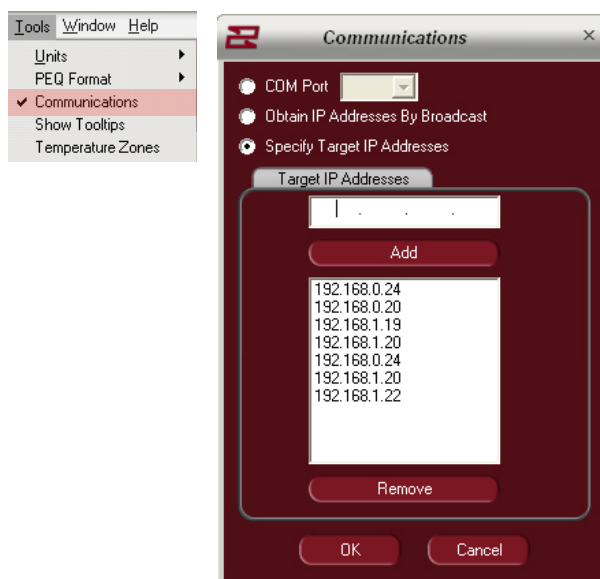 Tools Window Help
Units
PEQ Format
Communications
Show Tooltips
Temperature Zones
Communications
COM Port
Obtain IP Addresses By Broadcast
Specify Target IP Addresses
Target IP Addresses
. . .
Add
192.168.0.24
192.168.0.20
192.168.1.19
192.168.1.20
192.168.0.24
192.168.1.20
192.168.1.22
Remove
OK Cancel